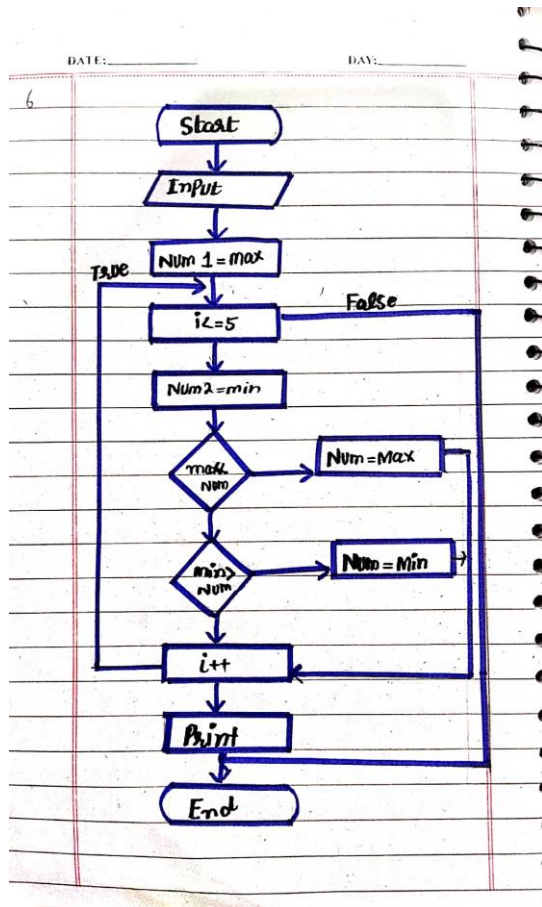 DATE: DAY:
6
Start
Input
Num 1 = max
True
False
i<=5
Num2=min
max<
Num
Num=Max
min>
Num
Num=Min
i++
Print
End